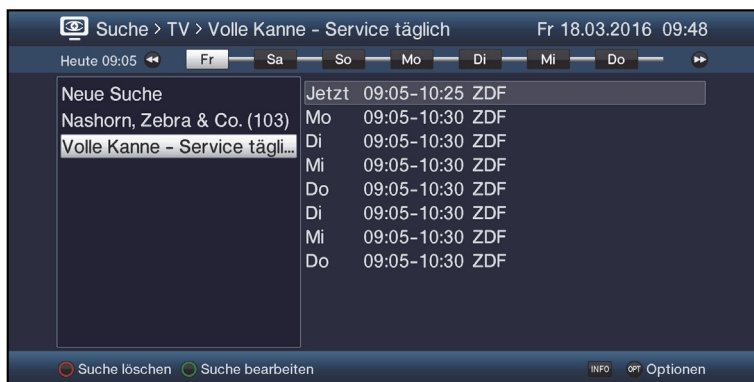 Suche > TV > Volle Kanne - Service täglich Fr 18.03.2016 09:48
Heute 09:05 Fr Sa So Mo Di Mi Do
Neue Suche
Nashorn, Zebra & Co. (103)
Volle Kanne - Service tägli...
Jetzt 09:05-10:25 ZDF
Mo 09:05-10:30 ZDF
Di 09:05-10:30 ZDF
Mi 09:05-10:30 ZDF
Do 09:05-10:30 ZDF
Di 09:05-10:30 ZDF
Mi 09:05-10:30 ZDF
Do 09:05-10:30 ZDF
Suche löschen Suche bearbeiten INFO OPT Optionen